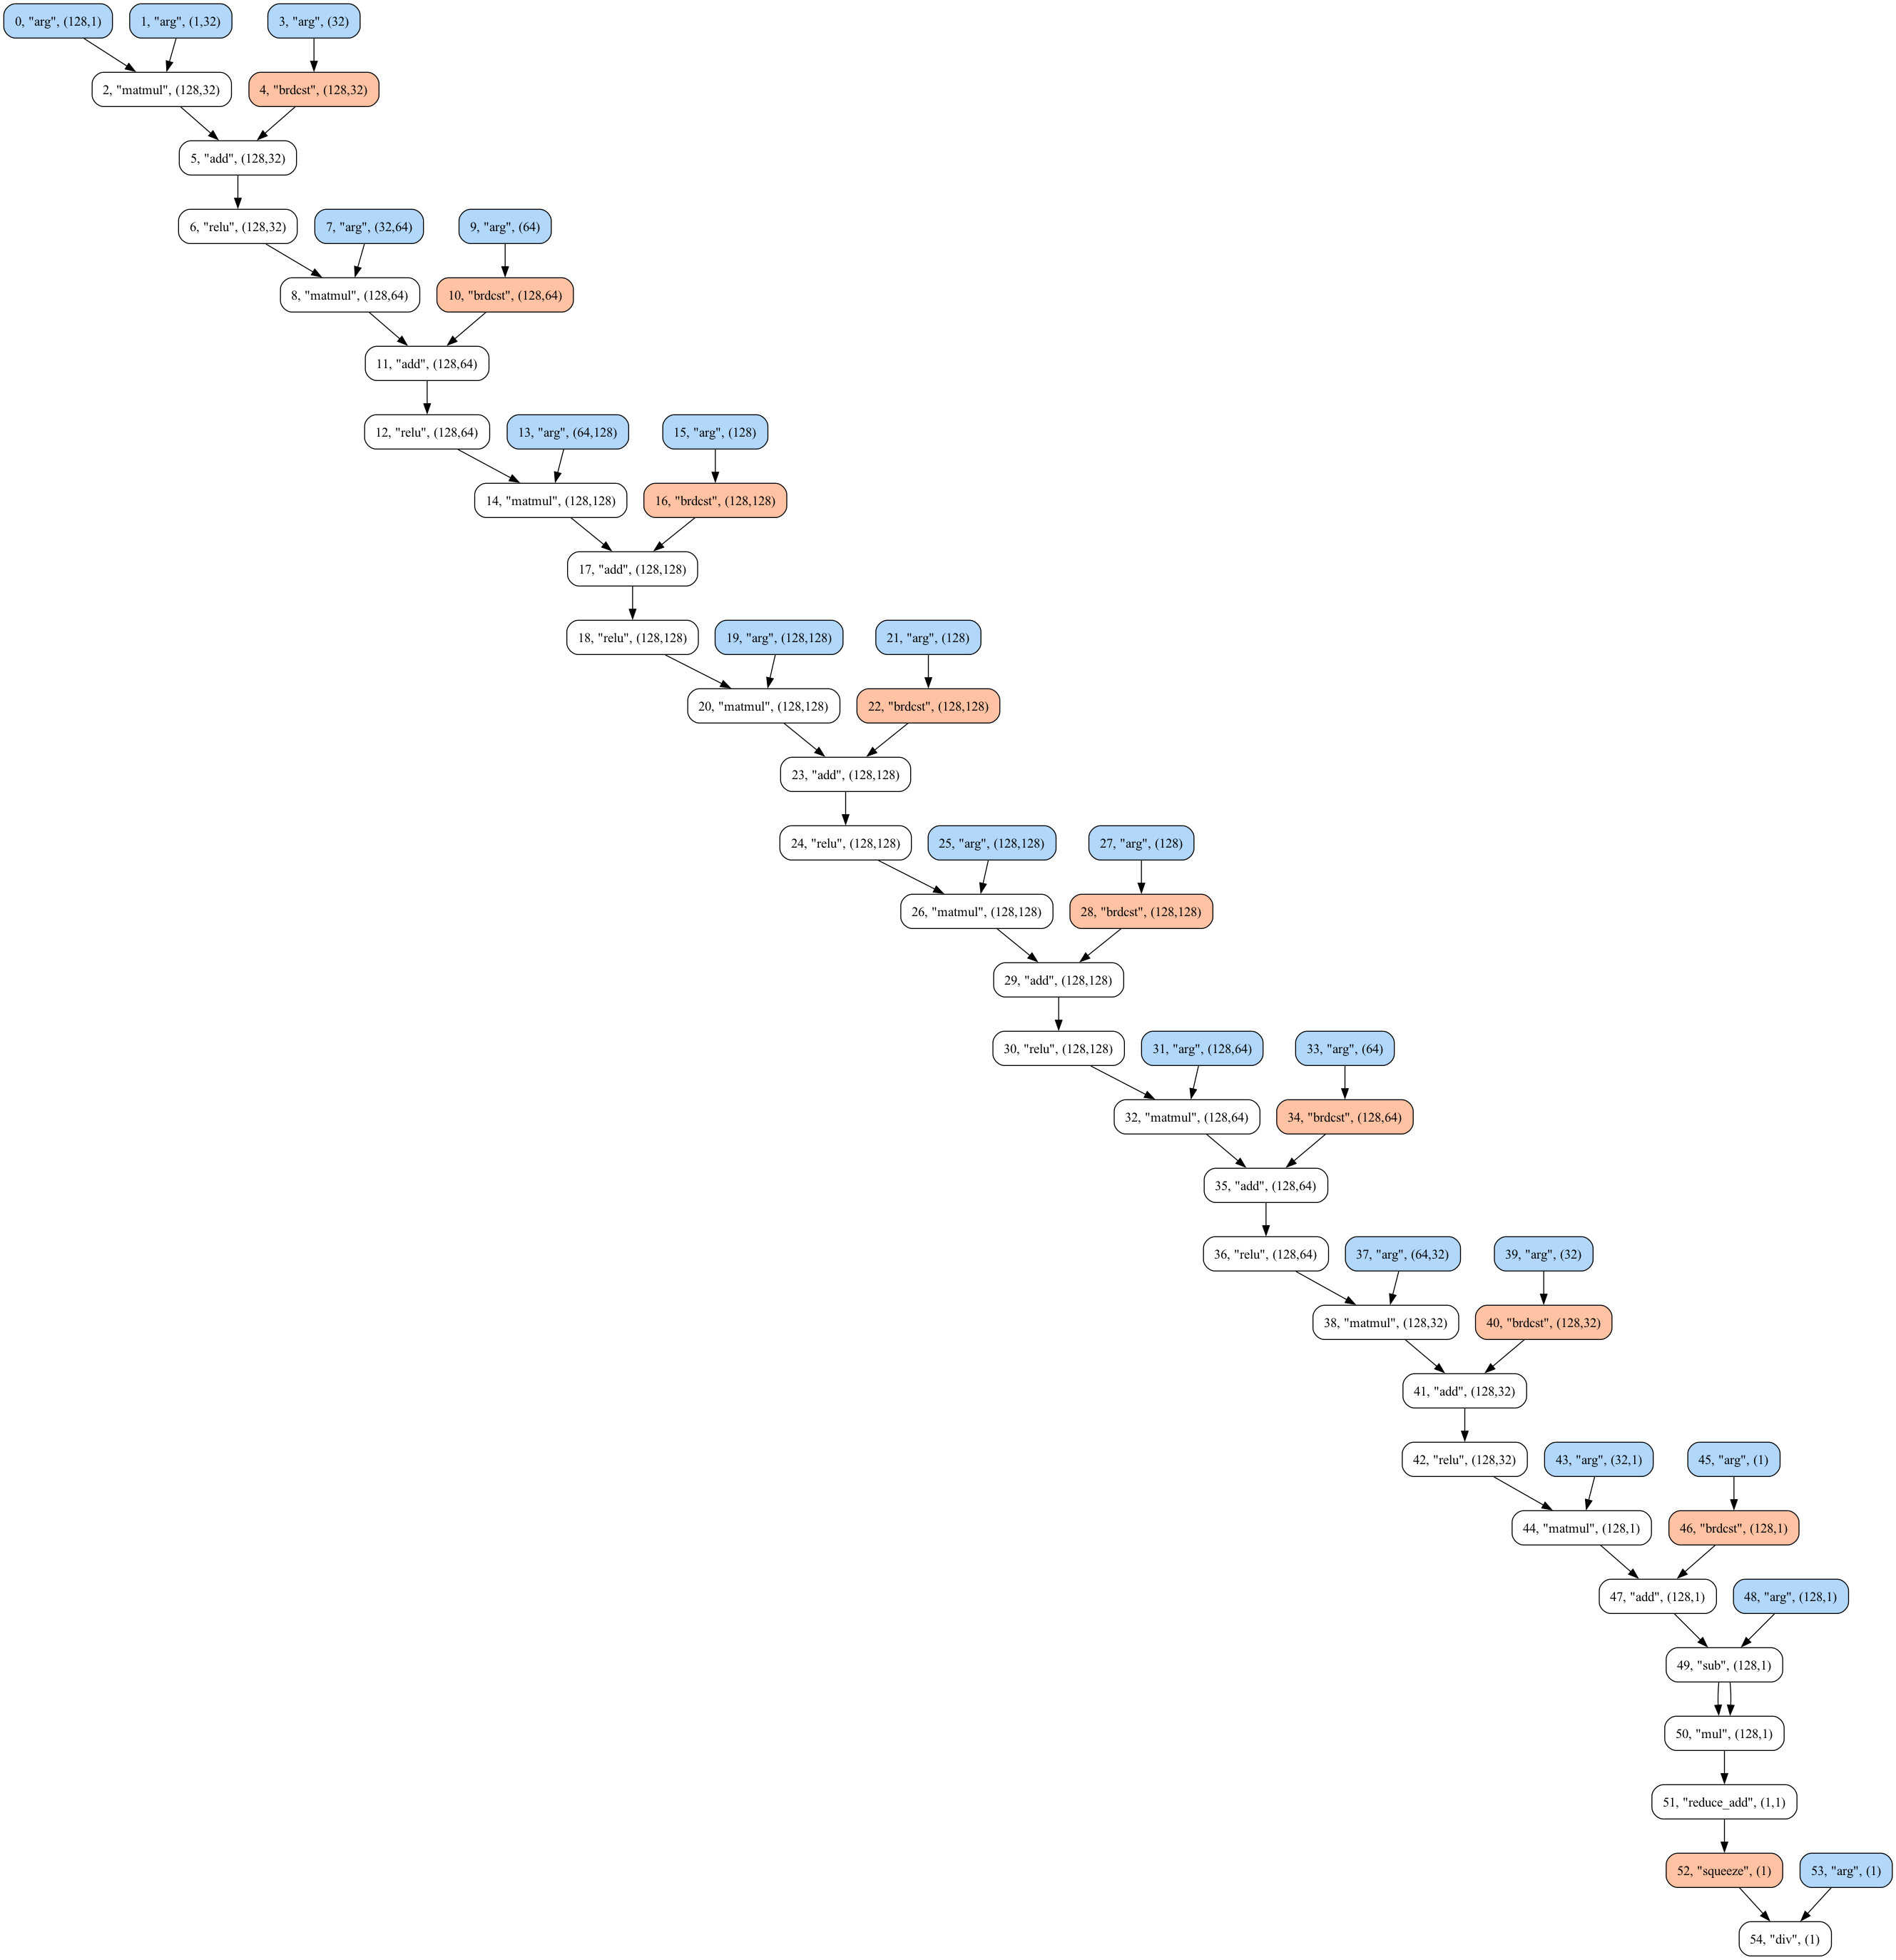 0, "arg", (128,1)
1, "arg", (1,32)
3, "arg", (32)
2, "matmul", (128,32)
4, "brdcst", (128,32)
5, "add", (128,32)
6, "relu", (128,32)
7, "arg", (32,64)
9, "arg", (64)
8, "matmul", (128,64)
10, "brdcst", (128,64)
11, "add", (128,64)
12, "relu", (128,64)
13, "arg", (64,128)
15, "arg", (128)
14, "matmul", (128,128)
16, "brdcst", (128,128)
17, "add", (128,128)
18, "relu", (128,128)
19, "arg", (128,128)
21, "arg", (128)
20, "matmul", (128,128)
22, "brdcst", (128,128)
23, "add", (128,128)
24, "relu", (128,128)
25, "arg", (128,128)
27, "arg", (128)
26, "matmul", (128,128)
28, "brdcst", (128,128)
29, "add", (128,128)
30, "relu", (128,128)
31, "arg", (128,64)
33, "arg", (64)
32, "matmul", (128,64)
34, "brdcst", (128,64)
35, "add", (128,64)
36, "relu", (128,64)
37, "arg", (64,32)
39, "arg", (32)
38, "matmul", (128,32)
40, "brdcst", (128,32)
41, "add", (128,32)
42, "relu", (128,32)
43, "arg", (32,1)
45, "arg", (1)
44, "matmul", (128,1)
46, "brdcst", (128,1)
47, "add", (128,1)
48, "arg", (128,1)
49, "sub", (128,1)
50, "mul", (128,1)
51, "reduce_add", (1,1)
52, "squeeze", (1)
53, "arg", (1)
54, "div", (1)